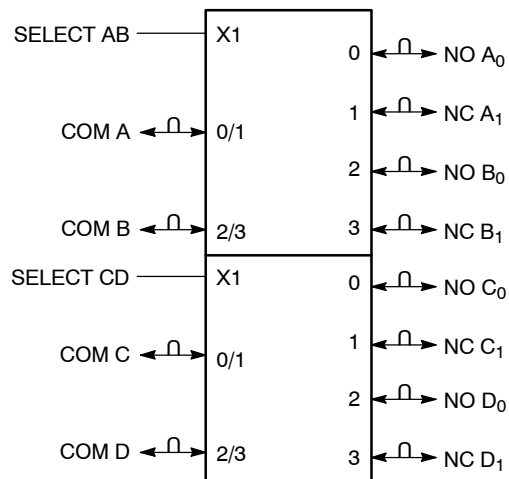 SELECT AB X1
0 NO A0
1 NC A1
COM A 0/1
2 NO B0
COM B 2/3 3 NC B1
SELECT CD X1
0 NO C0
1 NC C1
COM C 0/1
2 NO D0
COM D 2/3 3 NC D1